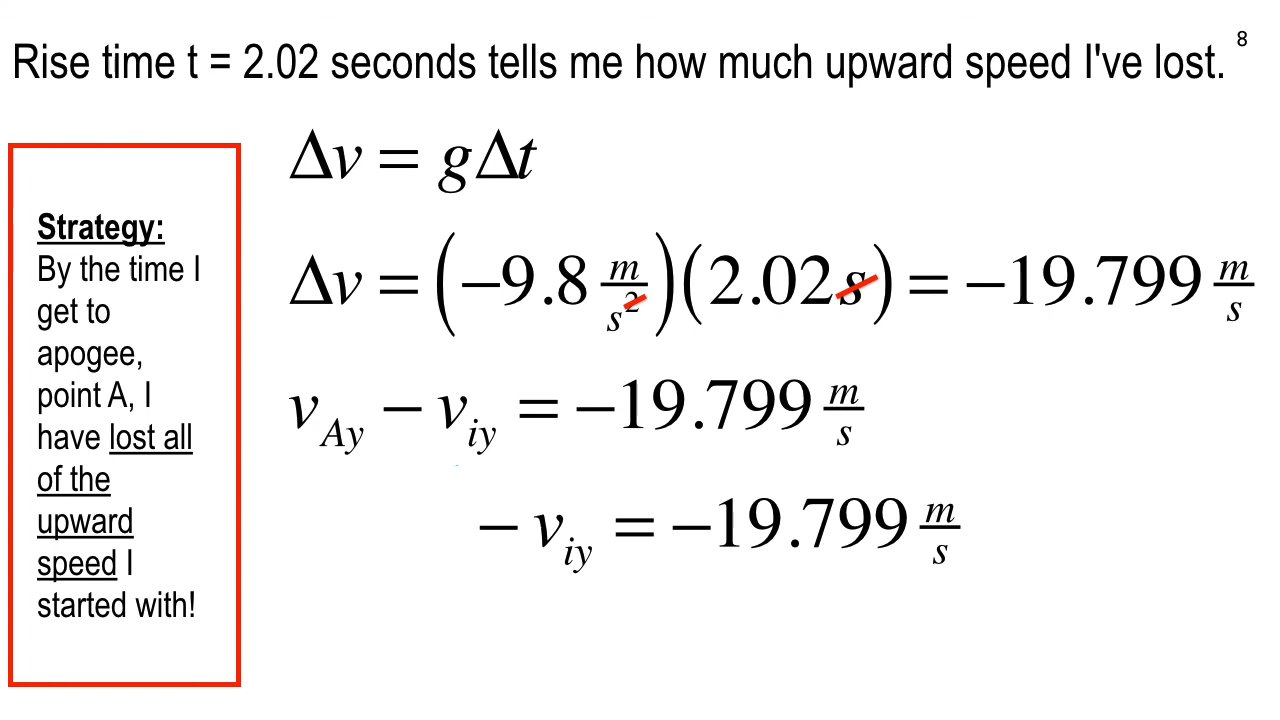 Rise time t = 2.02 seconds tells me how much upward speed I've lost.
8
Strategy:
By the time I
get to
apogee,
point A, I
have lost all
of the
upward
speed I
started with!
Δv = gΔt
Δv = (−9.8 m/s²)(2.02s) = −19.799 m/s
v_Ay − v_iy = −19.799 m/s
− v_iy = −19.799 m/s